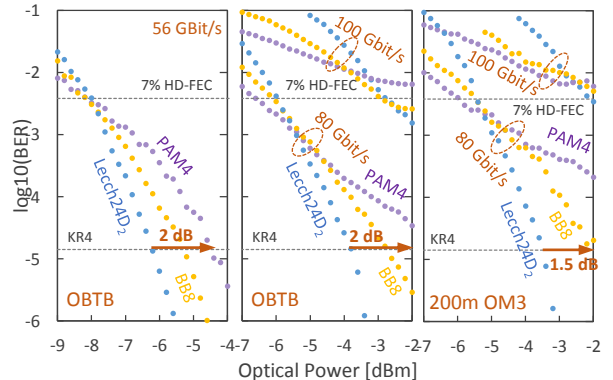 log10(BER)
-1
-2
-3
-4
-5
-6
56 GBit/s
7% HD-FEC
PAM4
Lecch24D2
BB8
KR4
2 dB
OBTB
-9 -8 -7 -6 -5 -4
100 Gbit/s
7% HD-FEC
80 Gbit/s
PAM4
Lecch24D2
BB8
KR4
2 dB
OBTB
-7 -6 -5 -4 -3 -2
100 Gbit/s
7% HD-FEC
80 Gbit/s
PAM4
Lecch24D2
BB8
KR4
1.5 dB
200m OM3
-7 -6 -5 -4 -3 -2
Optical Power [dBm]